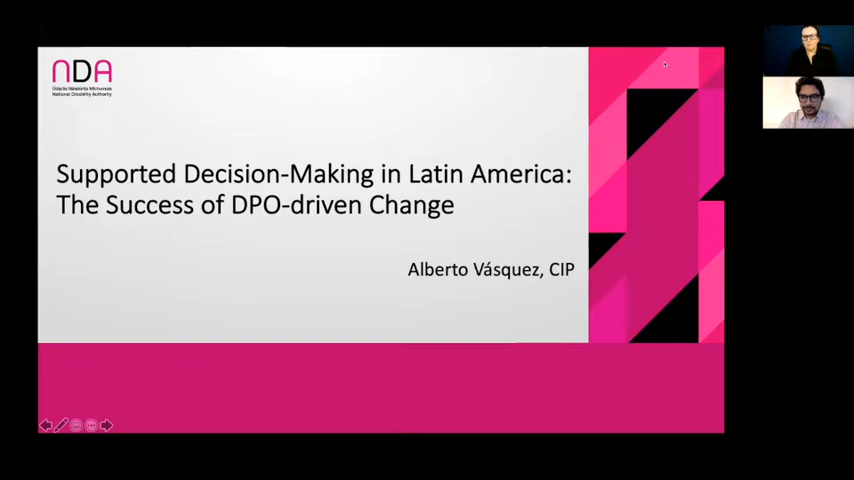 NDA
Údarás Náisiúnta Míchumais
National Disability Authority
Supported Decision-Making in Latin America:
The Success of DPO-driven Change
Alberto Vásquez, CIP